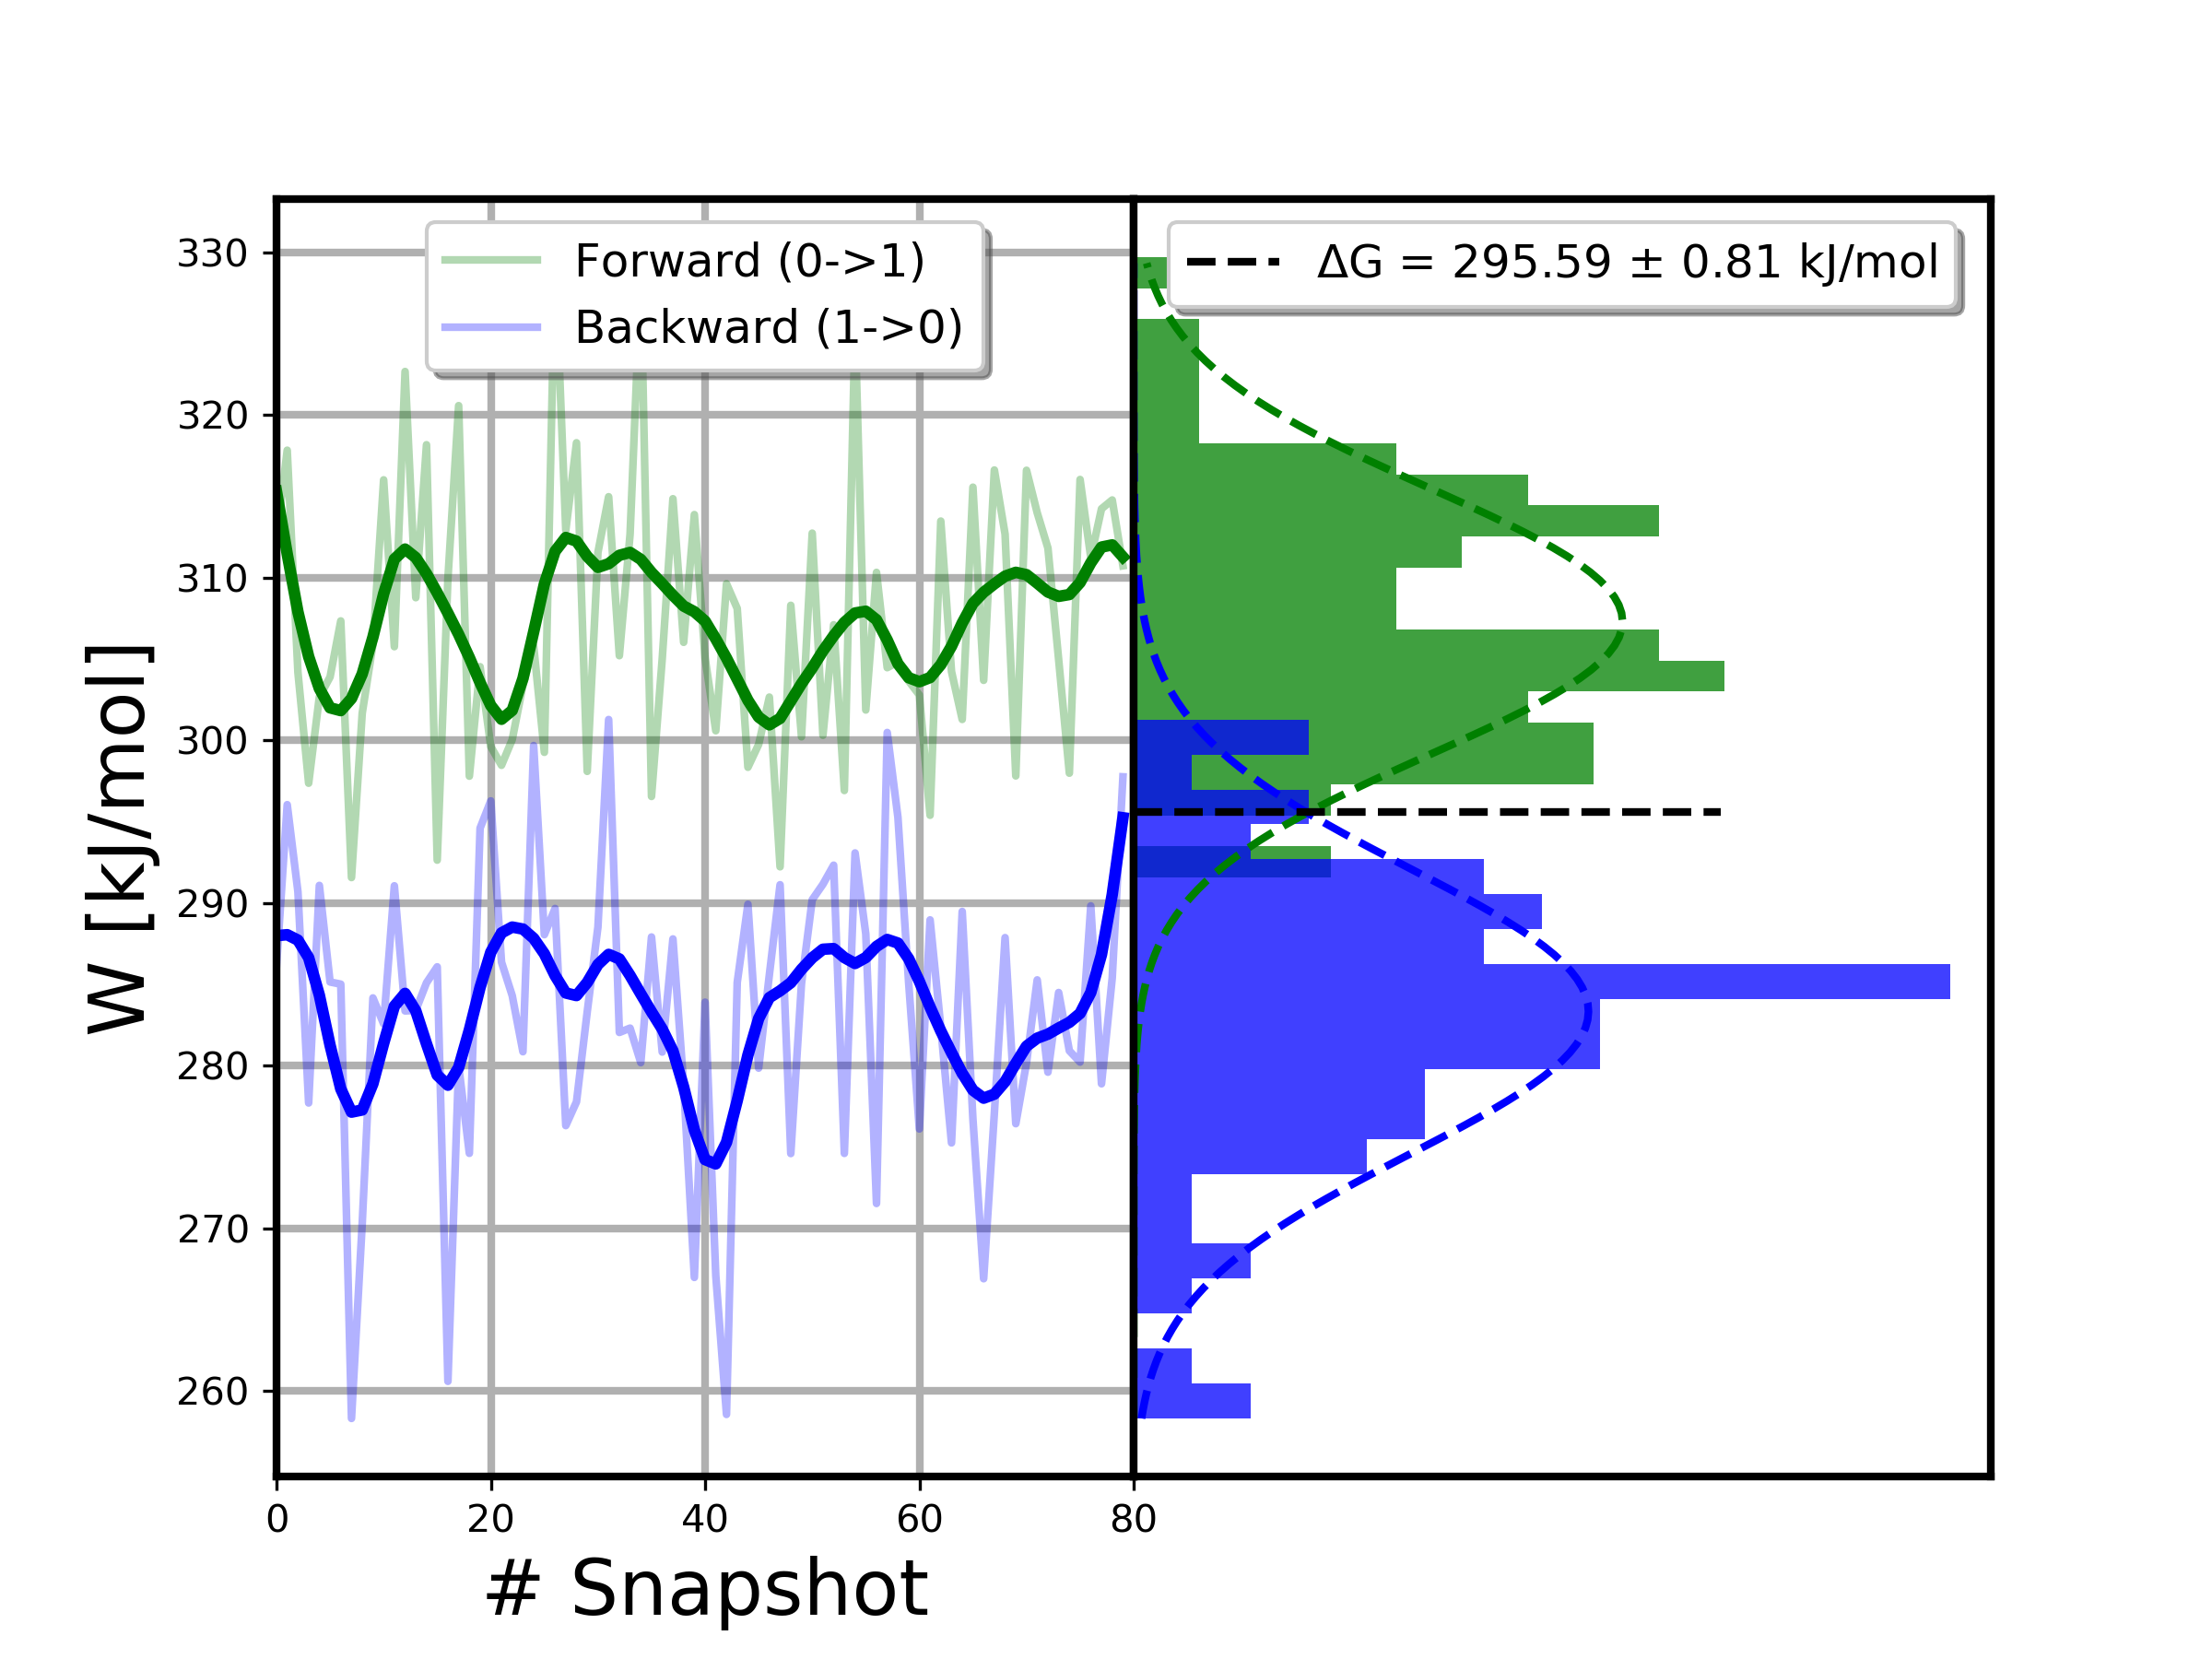 Forward (0->1)
Backward (1->0)
ΔG = 295.59 ± 0.81 kJ/mol
330
320
310
300
290
280
270
260
W [kJ/mol]
0 20 40 60 80
# Snapshot